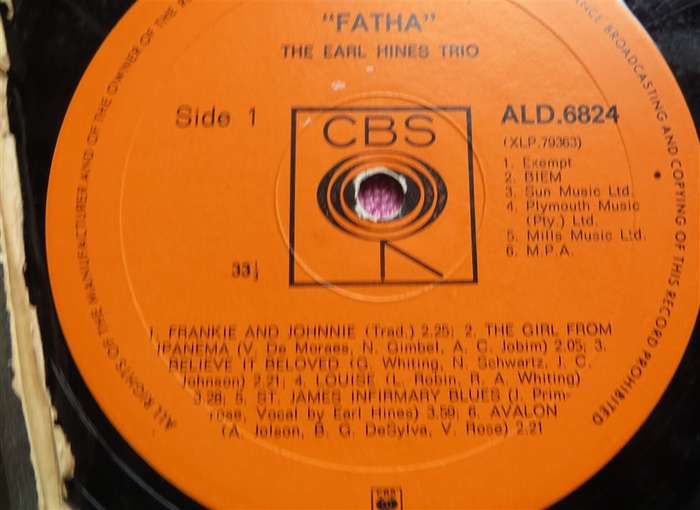 "FATHA"
THE EARL HINES TRIO
Side 1
CBS
ALD.6824
(XLP.79363)
1. Exempt
2. BIEM
3. Sun Music Ltd.
4. Plymouth Music
(Pty.) Ltd.
5. Mills Music Ltd.
6. M.P.A.
33⅓
1. FRANKIE AND JOHNNIE (Trad.) 2.25; 2. THE GIRL FROM
IPANEMA (V. De Moraes, N. Gimbel, A. C. Jobim) 2.05; 3.
BELIEVE IT BELOVED (G. Whiting, N. Schwartz, J. C.
Johnson) 2.21; 4. LOUISE (L. Robin, R. A. Whiting)
3.28; 5. ST. JAMES INFIRMARY BLUES (I. Prim-
rose, Vocal by Earl Hines) 3.59; 6. AVALON
(A. Jolson, B. G. DeSylva, V. Rose) 2.21
CBS
ALL RIGHTS OF THE MANUFACTURER AND OF THE OWNER OF THE
BROADCASTING AND COPYING OF THIS RECORD PROHIBITED